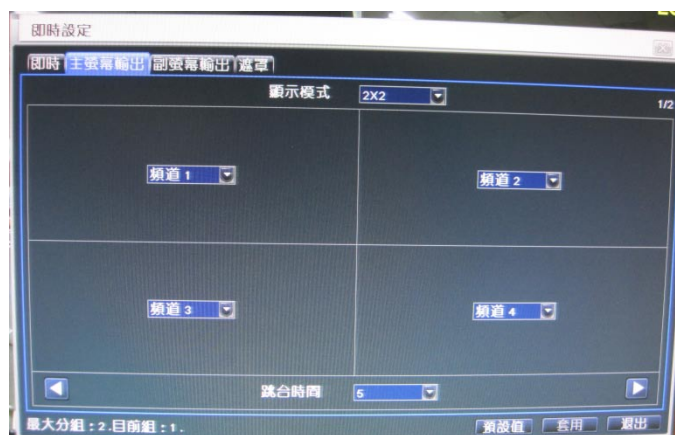 即時設定
即時 主螢幕輸出 副螢幕輸出 遮罩
顯示模式 2X2
1/2
頻道 1 頻道 2
頻道 3 頻道 4
跳台時間 5
最大分組:2.目前組:1.
預設值 套用 退出